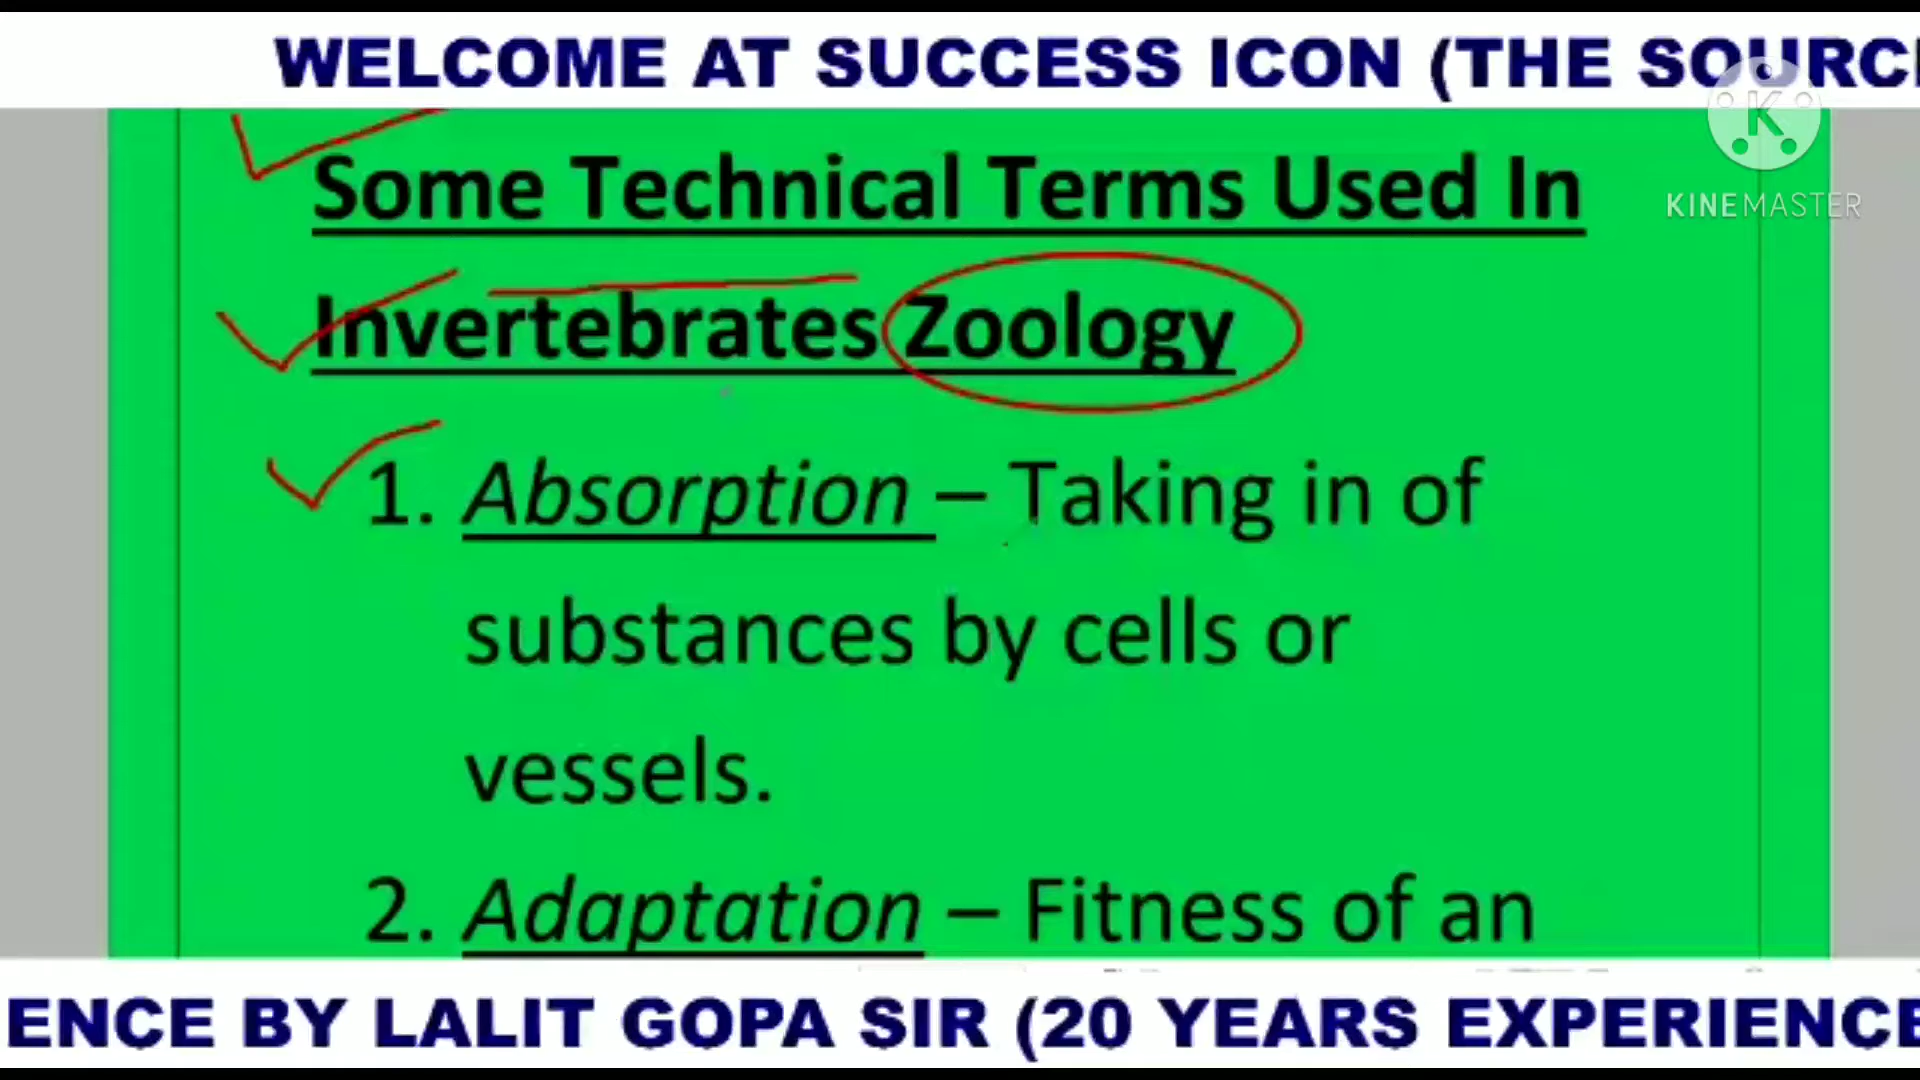 WELCOME AT SUCCESS ICON (THE SOURC
K
KINEMASTER
Some Technical Terms Used In
Invertebrates Zoology
1. Absorption – Taking in of
substances by cells or
vessels.
2. Adaptation – Fitness of an
ENCE BY LALIT GOPA SIR (20 YEARS EXPERIENCE